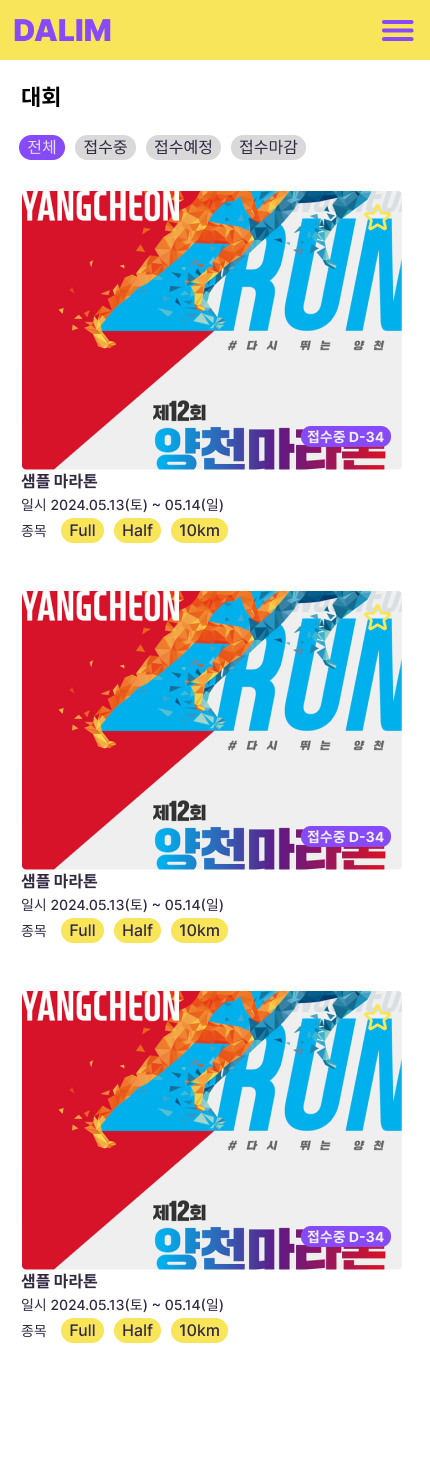 DALIM
대회
전체 접수중 접수예정 접수마감
YANGCHEON
RUN
# 다 시 뛰 는 양 천
제12회
양천마라톤
접수중 D-34
샘플 마라톤
일시 2024.05.13(토) ~ 05.14(일)
종목 Full Half 10km
YANGCHEON
RUN
# 다 시 뛰 는 양 천
제12회
양천마라톤
접수중 D-34
샘플 마라톤
일시 2024.05.13(토) ~ 05.14(일)
종목 Full Half 10km
YANGCHEON
RUN
# 다 시 뛰 는 양 천
제12회
양천마라톤
접수중 D-34
샘플 마라톤
일시 2024.05.13(토) ~ 05.14(일)
종목 Full Half 10km